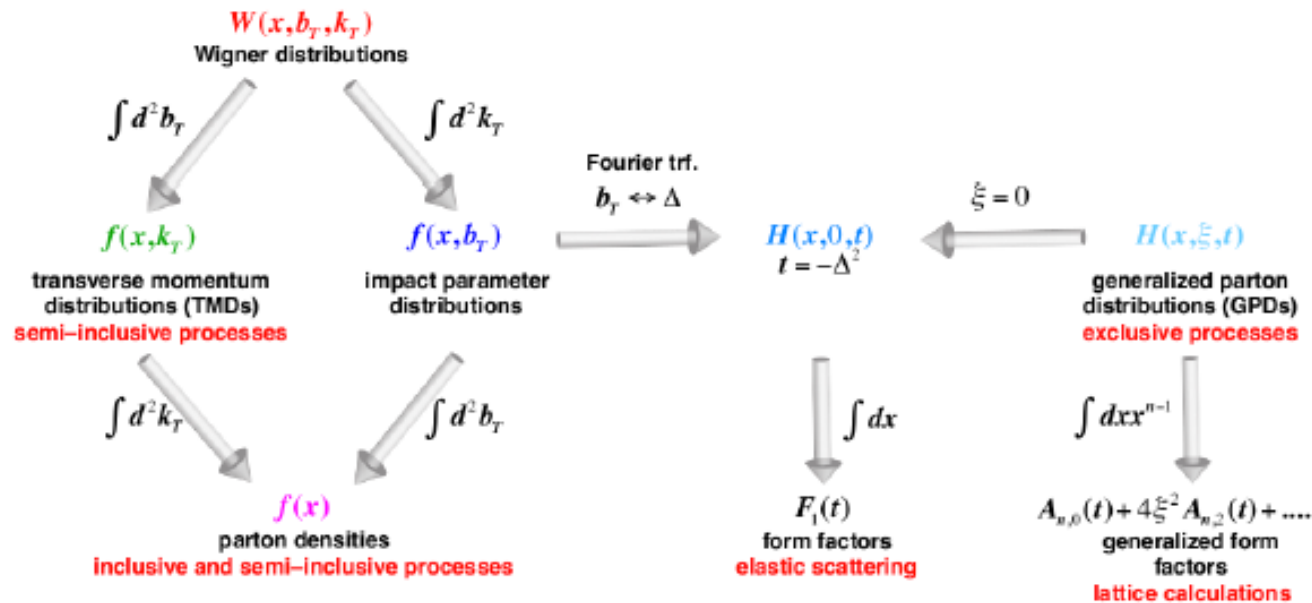 W(x,b_T,k_T)
Wigner distributions
∫d²b_T
∫d²k_T
Fourier trf.
b_T ↔ Δ
ξ = 0
f(x,k_T)
transverse momentum
distributions (TMDs)
semi–inclusive processes
f(x,b_T)
impact parameter
distributions
H(x,0,t)
t = −Δ²
H(x,ξ,t)
generalized parton
distributions (GPDs)
exclusive processes
∫d²k_T
∫d²b_T
∫dx
∫dxx^{n−1}
f(x)
parton densities
inclusive and semi–inclusive processes
F_1(t)
form factors
elastic scattering
A_{n,0}(t) + 4ξ² A_{n,2}(t) + ....
generalized form
factors
lattice calculations